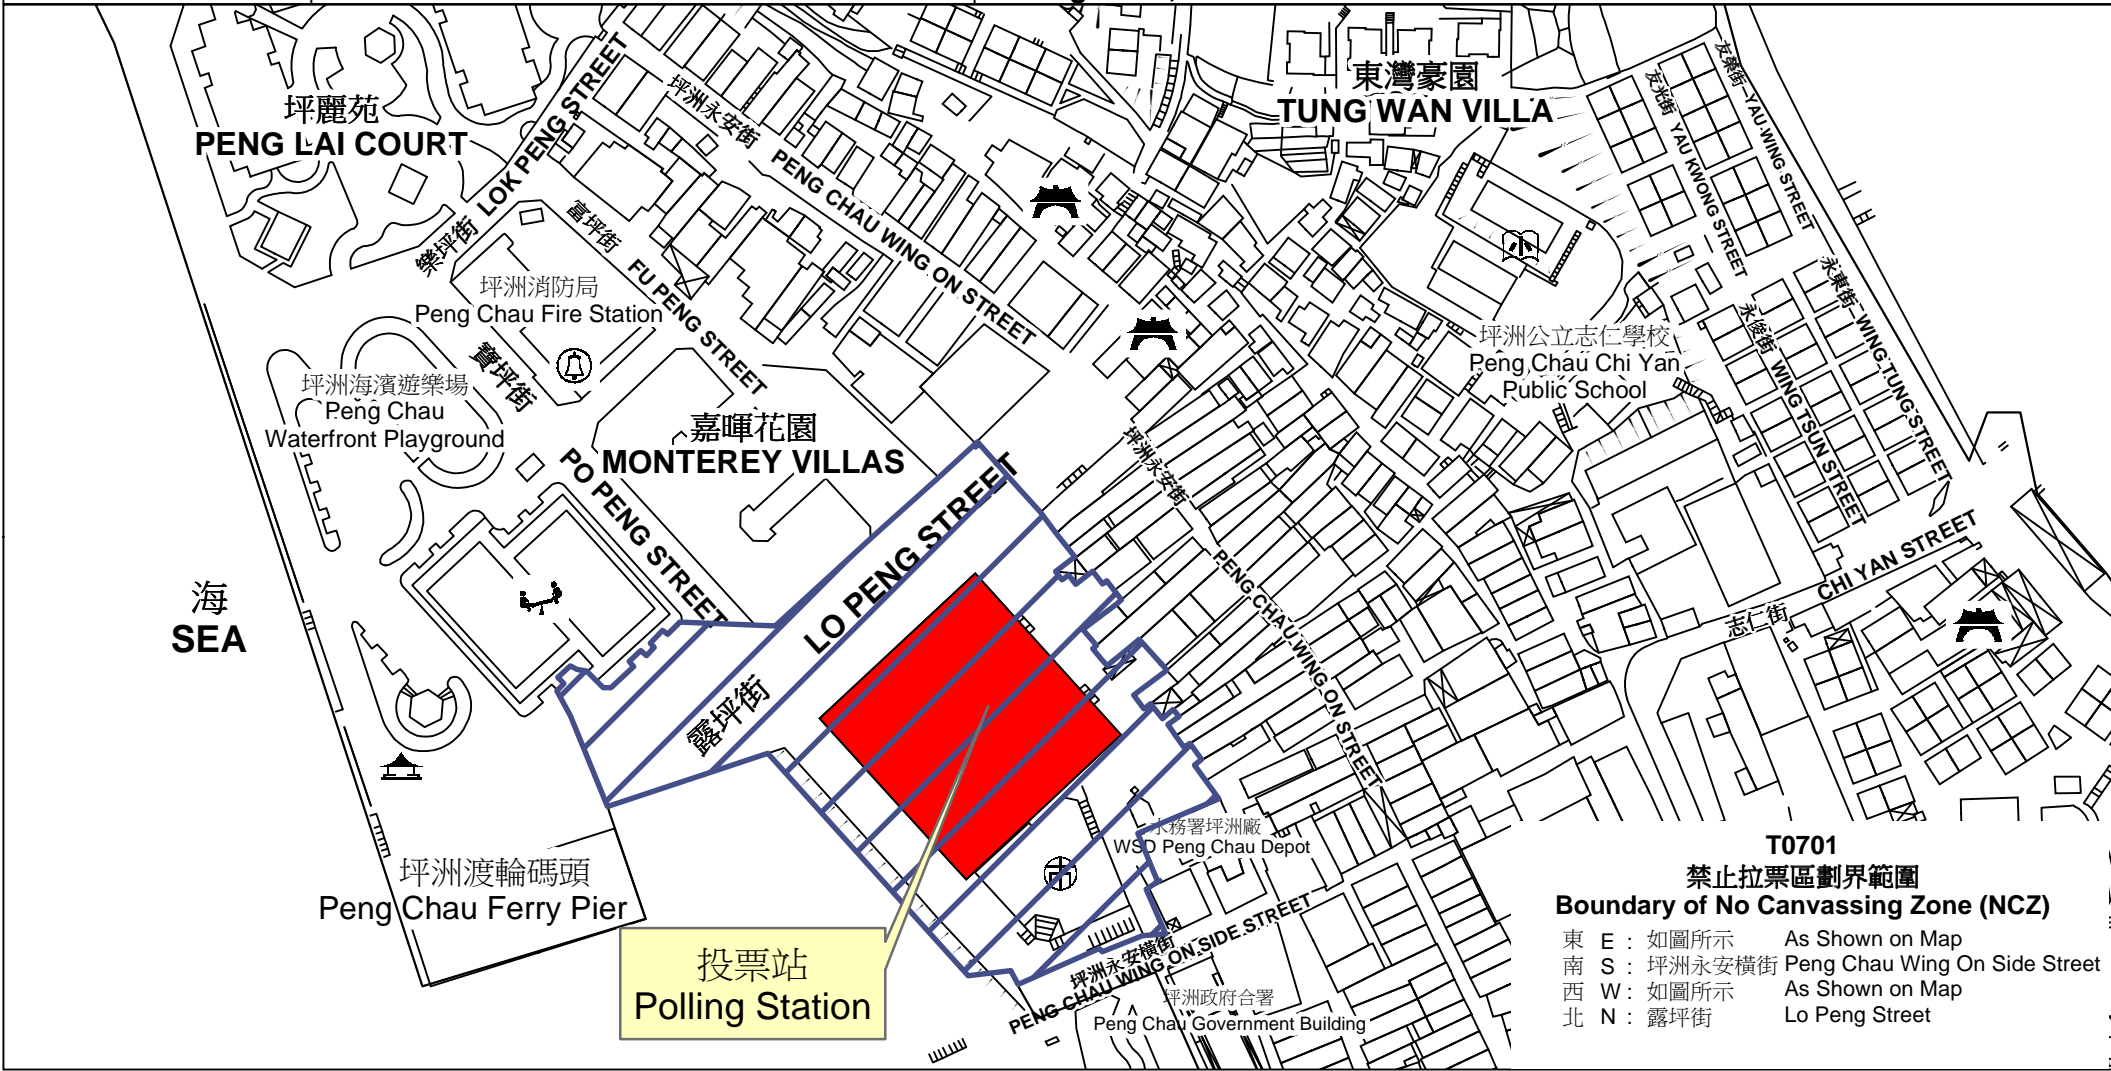 坪麗苑
PENG LAI COURT
樂坪街 LOK PENG STREET
坪洲永安街 PENG CHAU WING ON STREET
東灣豪園
TUNG WAN VILLA
友榮街 YAU WING STREET
友光街 YAU KWONG STREET
富坪街 FU PENG STREET
坪洲消防局
Peng Chau Fire Station
坪洲公立志仁學校
Peng Chau Chi Yan
Public School
永東街 WING TUNG STREET
永俊街 WING TSUN STREET
寶坪街 PO PENG STREET
坪洲海濱遊樂場
Peng Chau
Waterfront Playground
嘉暉花園
MONTEREY VILLAS
坪洲永安街 PENG CHAU WING ON STREET
露坪街 LO PENG STREET
志仁街 CHI YAN STREET
海
SEA
水務署坪洲廠
WSD Peng Chau Depot
坪洲渡輪碼頭
Peng Chau Ferry Pier
投票站
Polling Station
坪洲永安橫街
PENG CHAU WING ON SIDE STREET
坪洲政府合署
Peng Chau Government Building
T0701
禁止拉票區劃界範圍
Boundary of No Canvassing Zone (NCZ)
東 E : 如圖所示 As Shown on Map
南 S : 坪洲永安橫街 Peng Chau Wing On Side Street
西 W : 如圖所示 As Shown on Map
北 N : 露坪街 Lo Peng Street